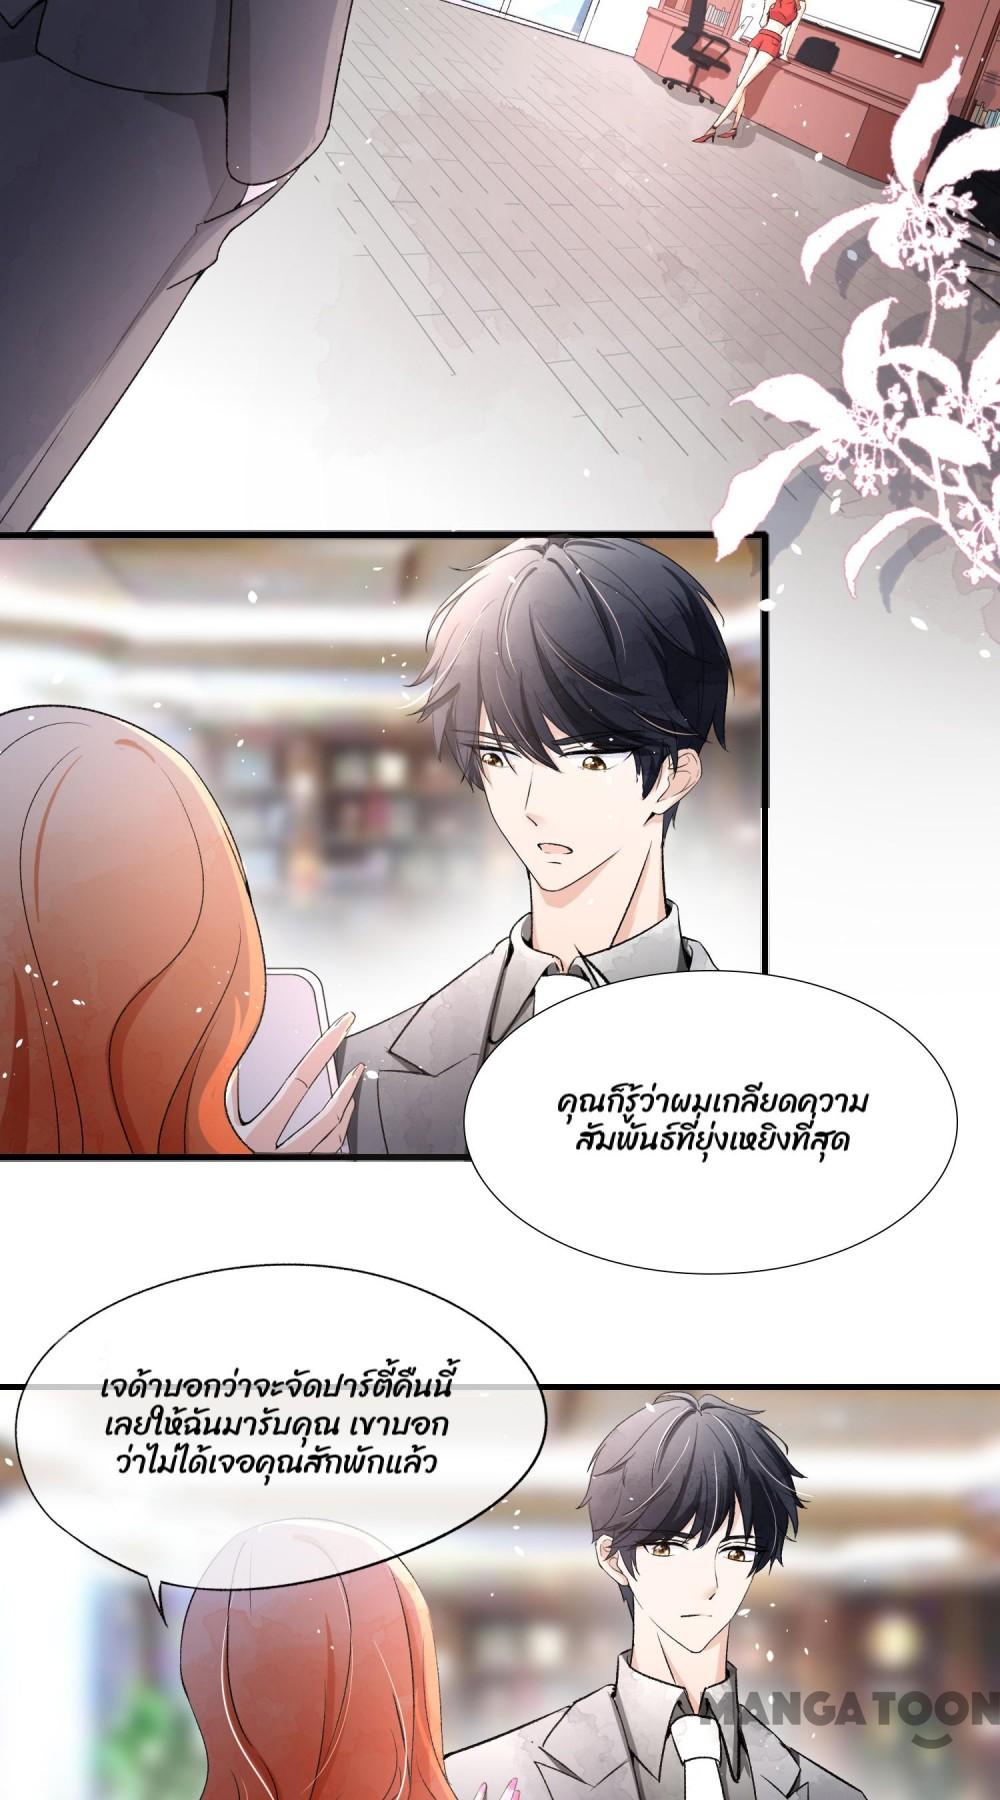 คุณก็รู้ว่าผมเกลียดความ
สัมพันธ์ที่ยุ่งเหยิงที่สุด
เจด้าบอกว่าจะจัดปาร์ตี้คืนนี้
เลยให้ฉันมารับคุณ เขาบอก
ว่าไม่ได้เจอคุณสักพักแล้ว
MANGA TOON